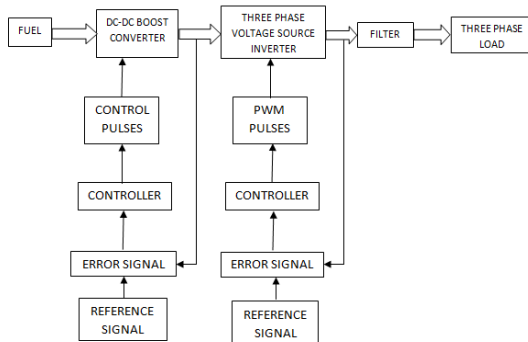 FUEL
DC-DC BOOST
CONVERTER
THREE PHASE
VOLTAGE SOURCE
INVERTER
FILTER
THREE PHASE
LOAD
CONTROL
PULSES
PWM
PULSES
CONTROLLER
CONTROLLER
ERROR SIGNAL
ERROR SIGNAL
REFERENCE
SIGNAL
REFERENCE
SIGNAL